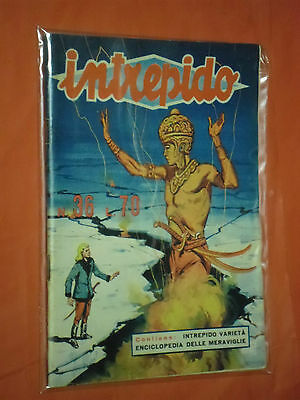 intrepido
N. 36 L. 70
Contiene: INTREPIDO VARIETÀ
ENCICLOPEDIA DELLE MERAVIGLIE